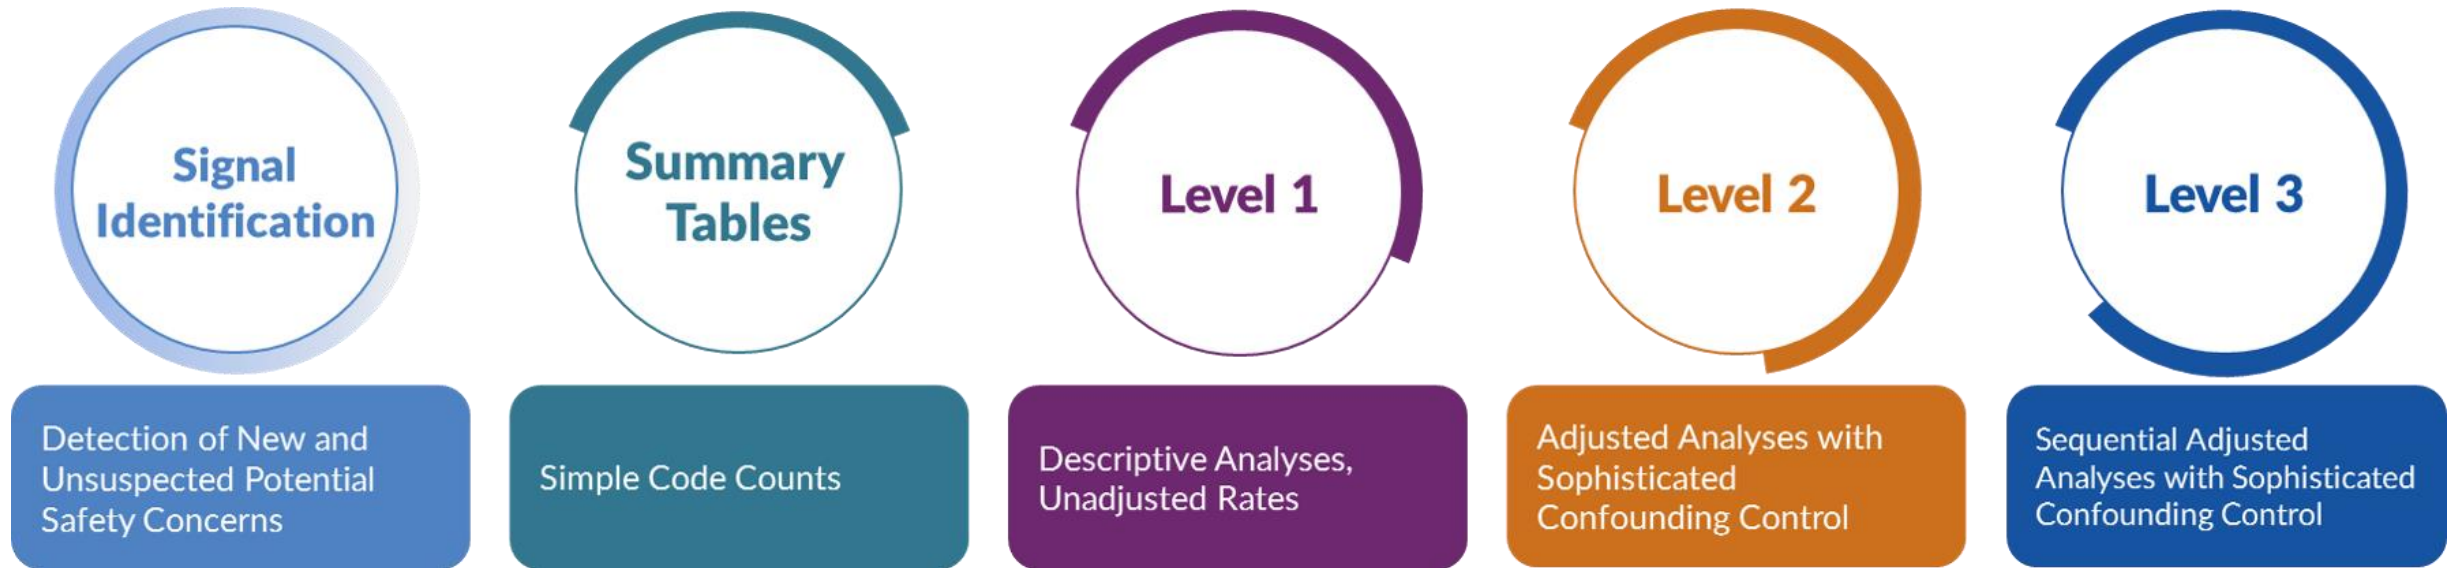 Signal
Identification
Summary
Tables
Level 1
Level 2
Level 3
Detection of New and
Unsuspected Potential
Safety Concerns
Simple Code Counts
Descriptive Analyses,
Unadjusted Rates
Adjusted Analyses with
Sophisticated
Confounding Control
Sequential Adjusted
Analyses with Sophisticated
Confounding Control